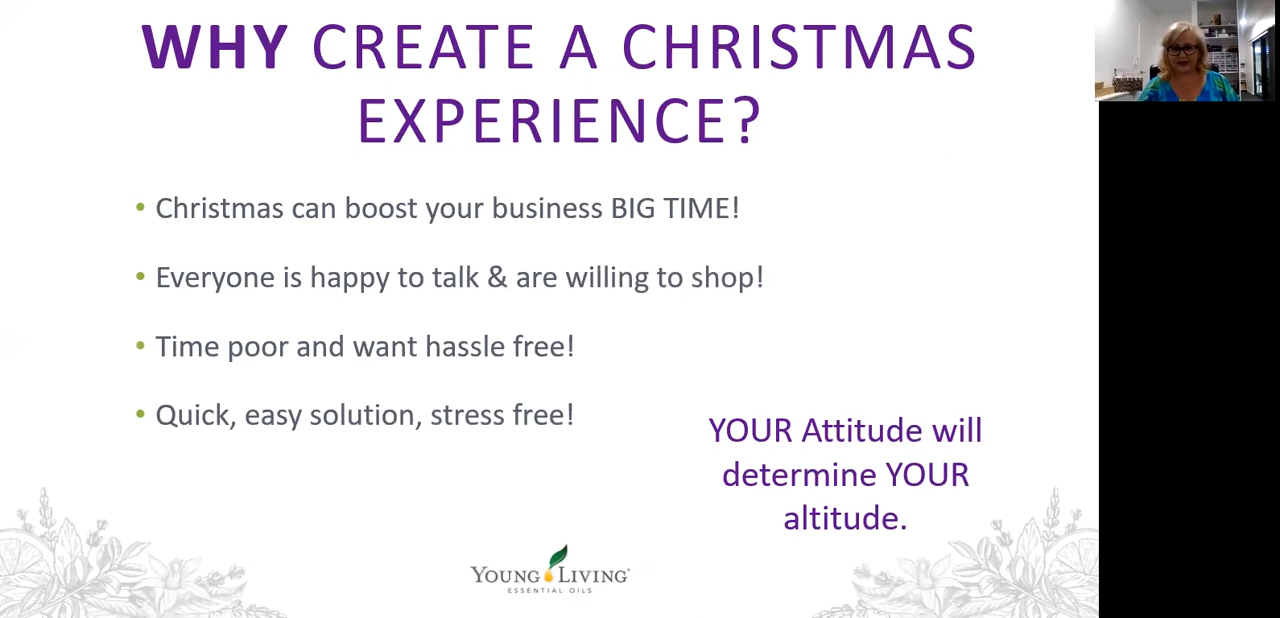 WHY CREATE A CHRISTMAS
EXPERIENCE?
• Christmas can boost your business BIG TIME!
• Everyone is happy to talk & are willing to shop!
• Time poor and want hassle free!
• Quick, easy solution, stress free!
YOUR Attitude will
determine YOUR
altitude.
YOUNG LIVING
ESSENTIAL OILS